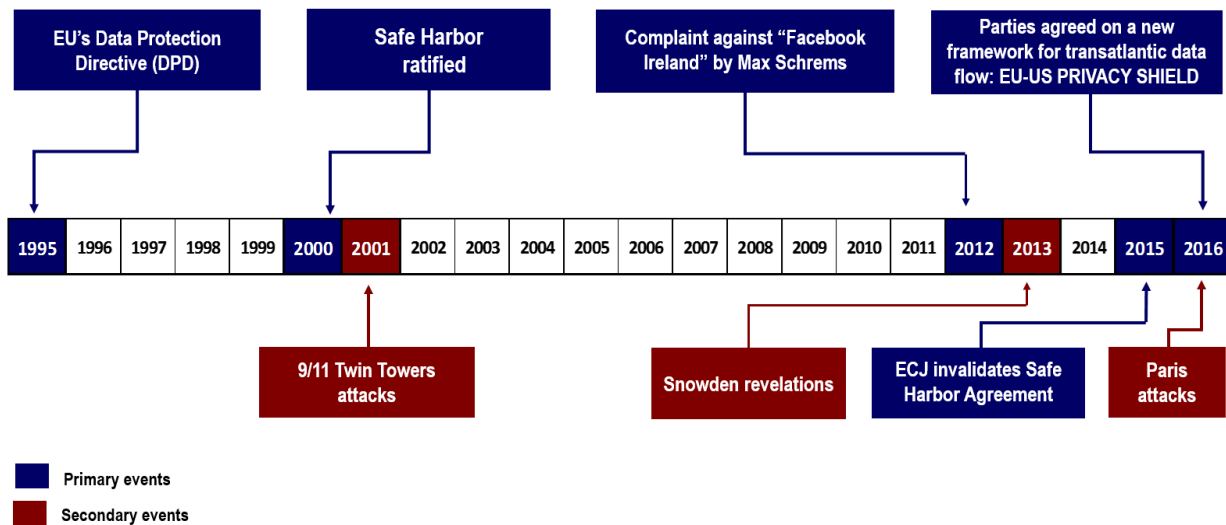 EU’s Data Protection
Directive (DPD)
Safe Harbor
ratified
Complaint against “Facebook
Ireland” by Max Schrems
Parties agreed on a new
framework for transatlantic data
flow: EU-US PRIVACY SHIELD
1995 1996 1997 1998 1999 2000 2001 2002 2003 2004 2005 2006 2007 2008 2009 2010 2011 2012 2013 2014 2015 2016
9/11 Twin Towers
attacks
Snowden revelations
ECJ invalidates Safe
Harbor Agreement
Paris
attacks
Primary events
Secondary events